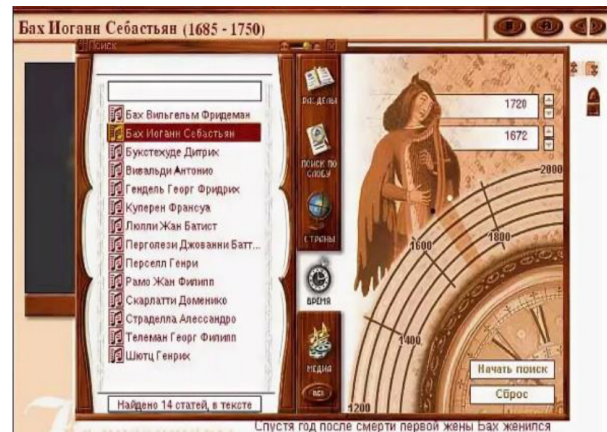 Бах Иоганн Себастьян (1685 - 1750)
Поиск
Бах Вильгельм Фридеман
Бах Иоганн Себастьян
Букстехуде Дитрих
Вивальди Антонио
Гендель Георг Фридрих
Куперен Франсуа
Люлли Жан Батист
Перголези Джованни Батт...
Перселл Генри
Рамо Жан Филипп
Скарлатти Доменико
Страделла Алессандро
Телеман Георг Филипп
Шютц Генрих
Найдено 14 статей, в тексте
РАЗДЕЛЫ
ПОИСК ПО
СЛОВУ
СТРАНЫ
ВРЕМЯ
МЕДИА
ВСЕ
1720
1672
2000
1800
1600
1400
1200
Начать поиск
Сброс
Спустя год после смерти первой жены Бах женился